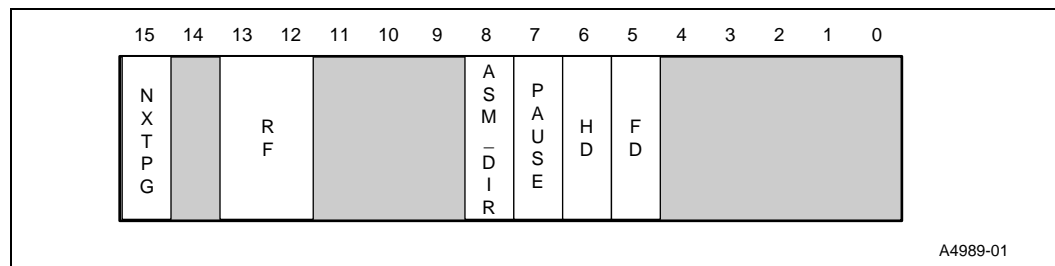 15 14 13 12 11 10 9 8 7 6 5 4 3 2 1 0
NXTPG
RF
ASM_DIR
PAUSE
HD
FD
A4989-01